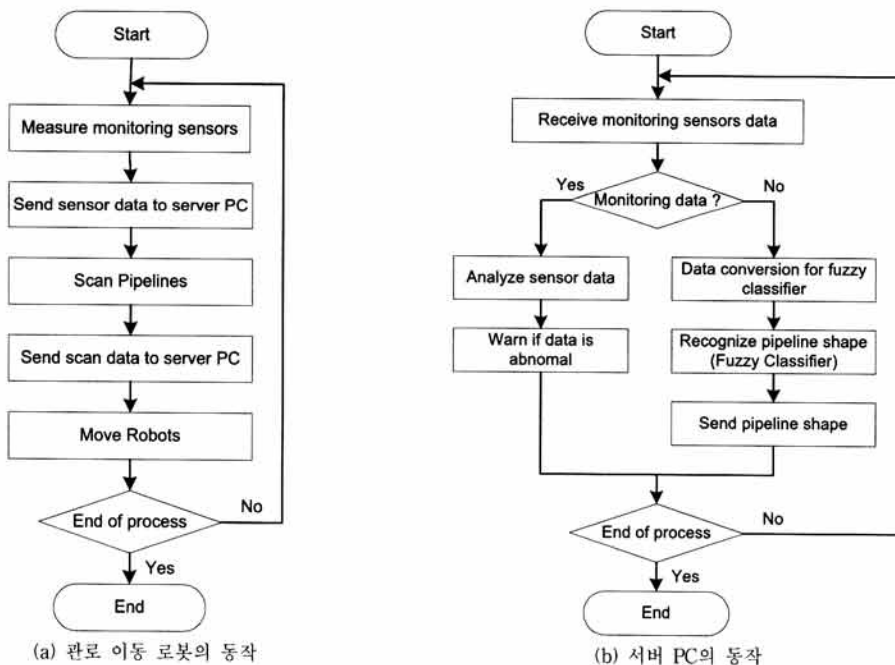 Start
Measure monitoring sensors
Send sensor data to server PC
Scan Pipelines
Send scan data to server PC
Move Robots
End of process
No
Yes
End
(a) 관로 이동 로봇의 동작
Start
Receive monitoring sensors data
Monitoring data ?
Yes
No
Analyze sensor data
Warn if data is
abnomal
Data conversion for fuzzy
classifier
Recognize pipeline shape
(Fuzzy Classifier)
Send pipeline shape
End of process
No
Yes
End
(b) 서버 PC의 동작